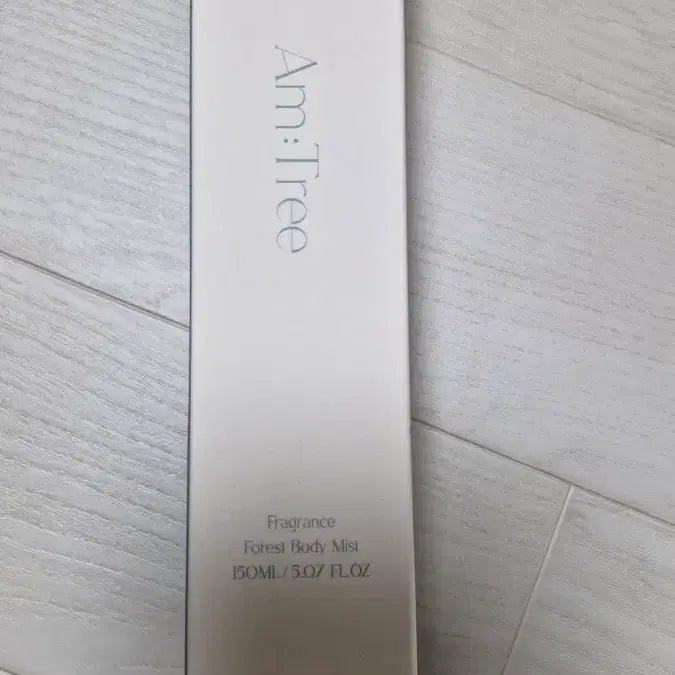 Am:Tree
Fragrance
Forest Body Mist
150ML/5.07 FL.OZ